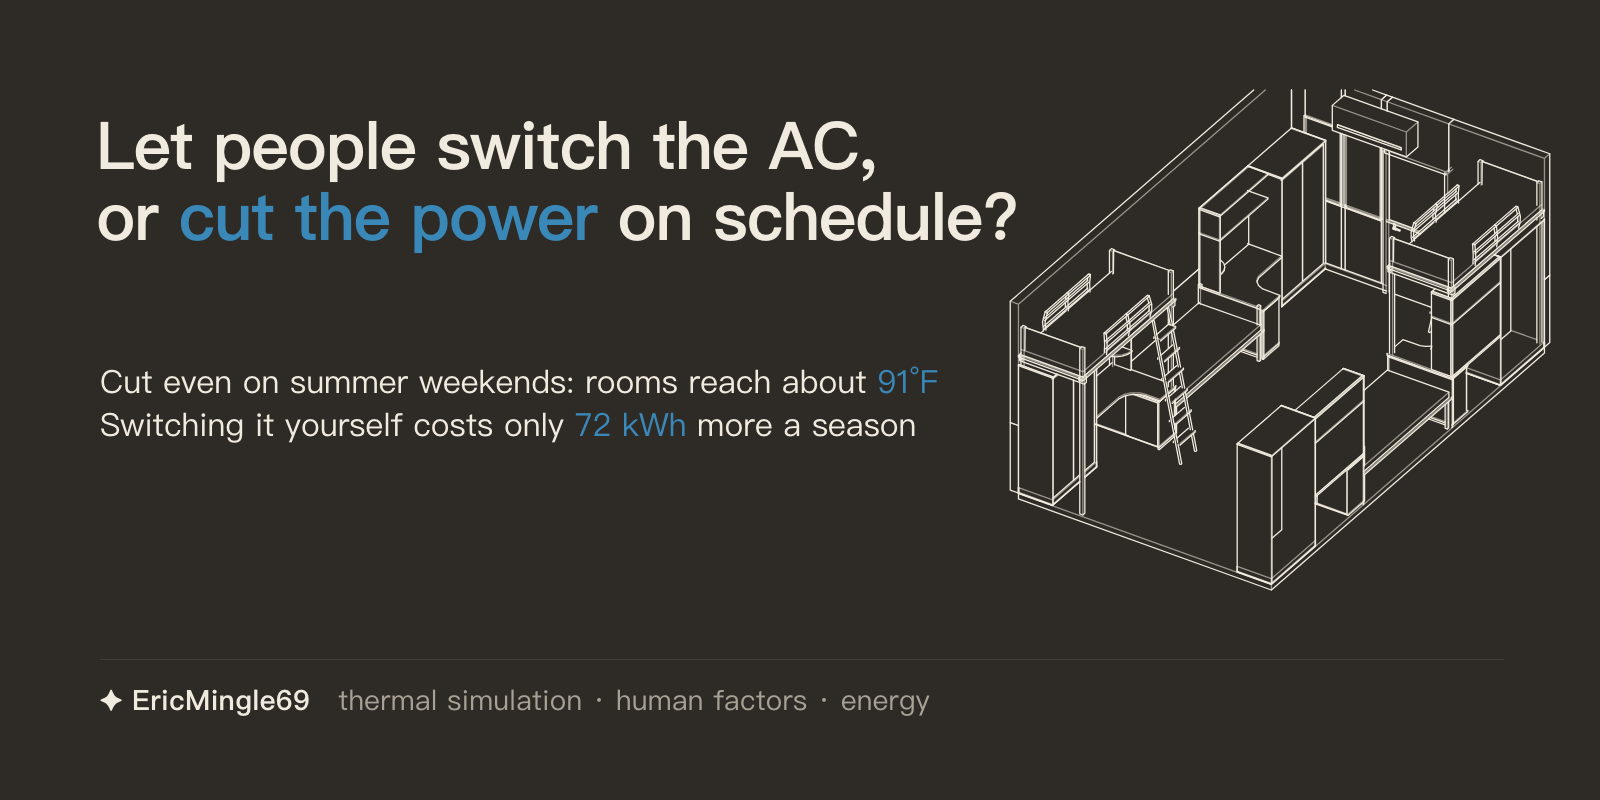 Let people switch the AC,
or cut the power on schedule?
Cut even on summer weekends: rooms reach about 91°F
Switching it yourself costs only 72 kWh more a season
✦ EricMingle69 thermal simulation · human factors · energy